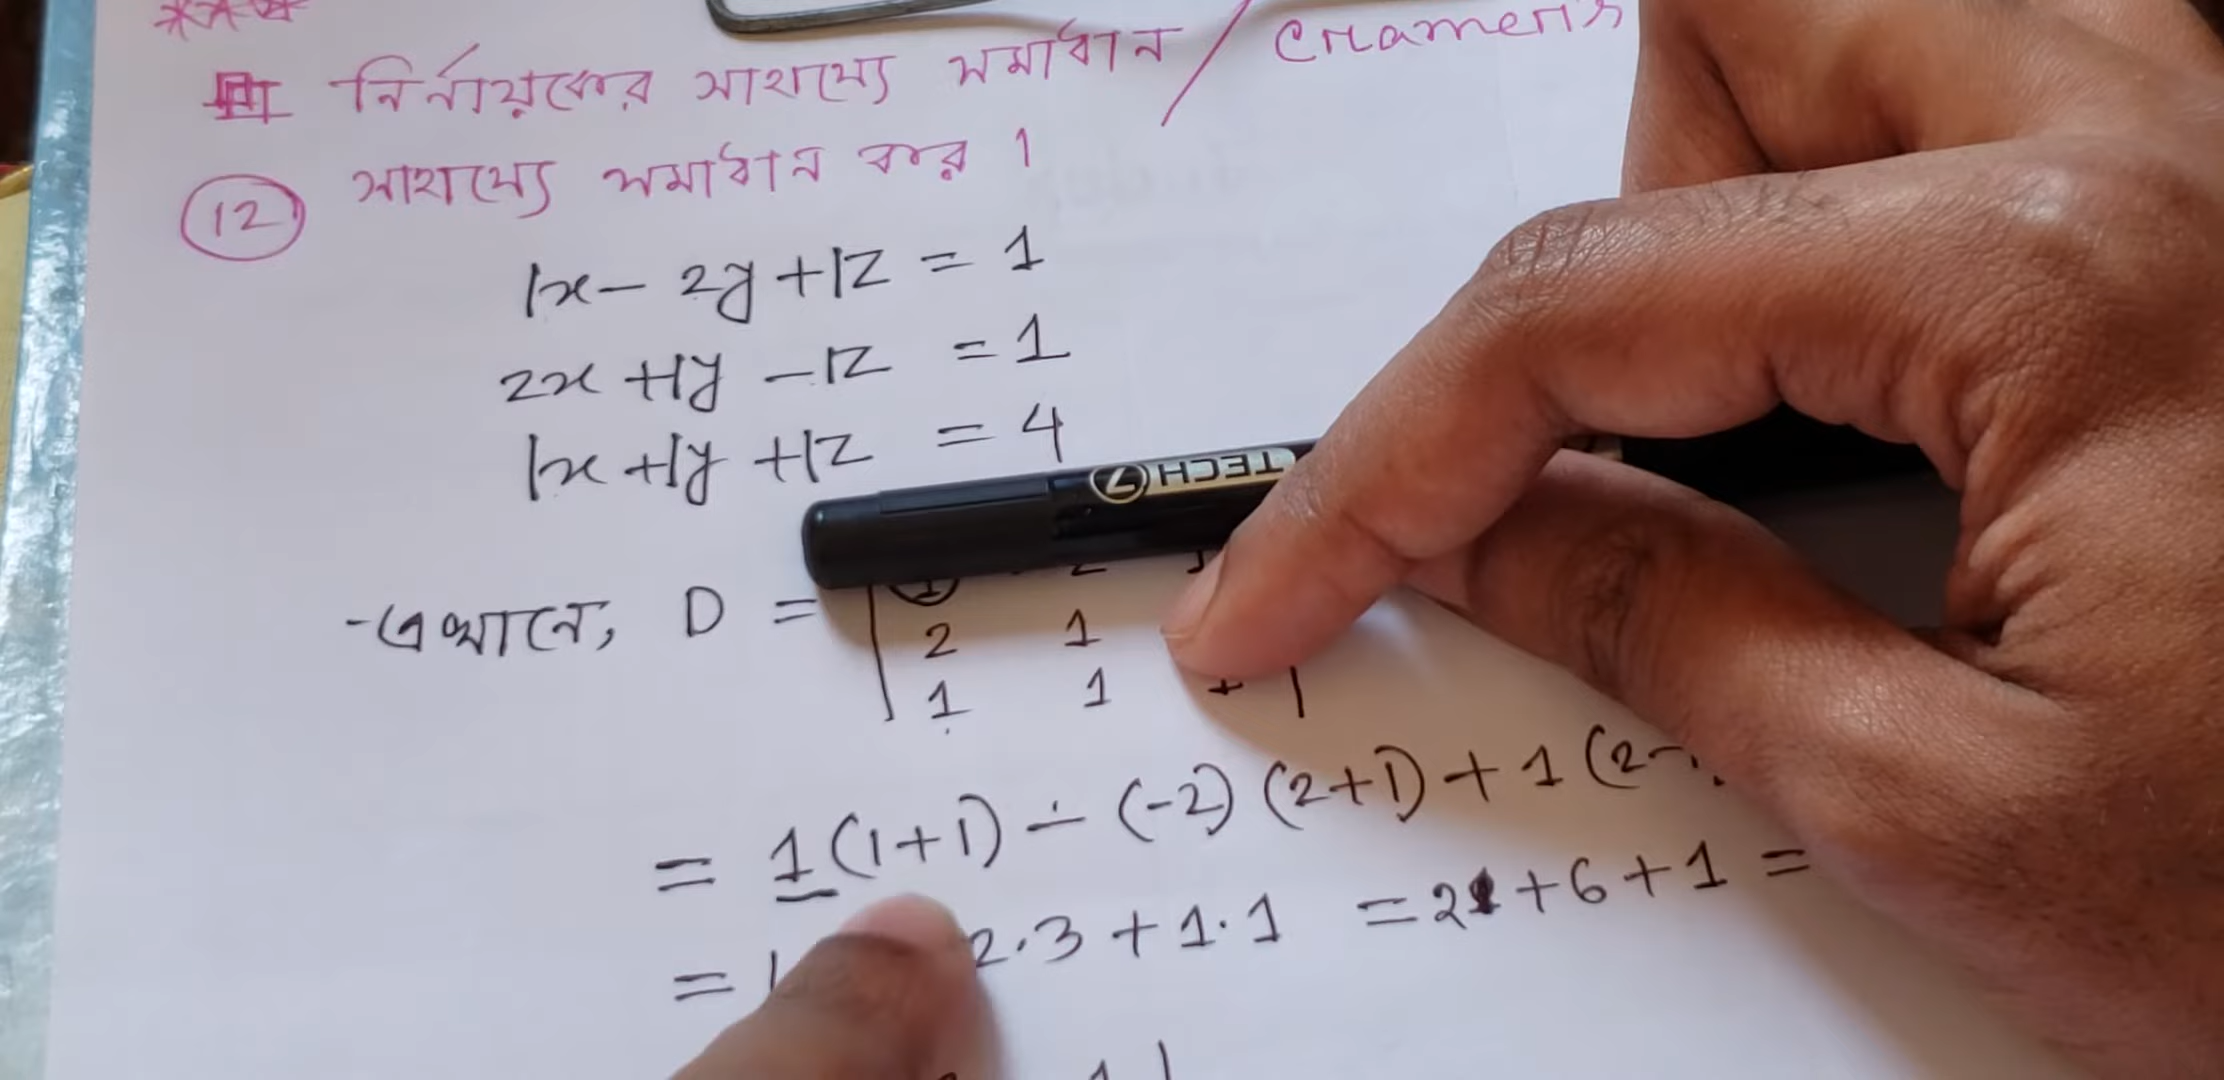 নির্নায়কের সাহায্যে সমাধান / Cramer's
12 সাহায্যে সমাধান কর।
1x - 2y + 1z = 1
2x + 1y - 1z = 1
1x + 1y + 1z = 4
TECH 7
এখানে, D =
2 1
1 1
= 1 (1+1) - (-2) (2+1) + 1 (2-
2.3 + 1.1 = 2 + 6 + 1 =